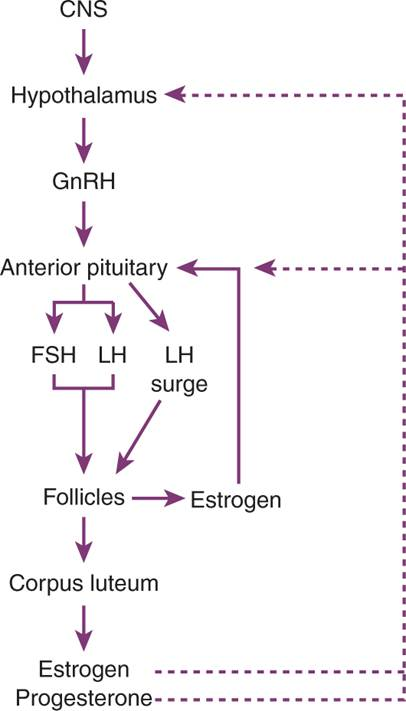 CNS
Hypothalamus
GnRH
Anterior pituitary
FSH LH LH
surge
Follicles Estrogen
Corpus luteum
Estrogen
Progesterone